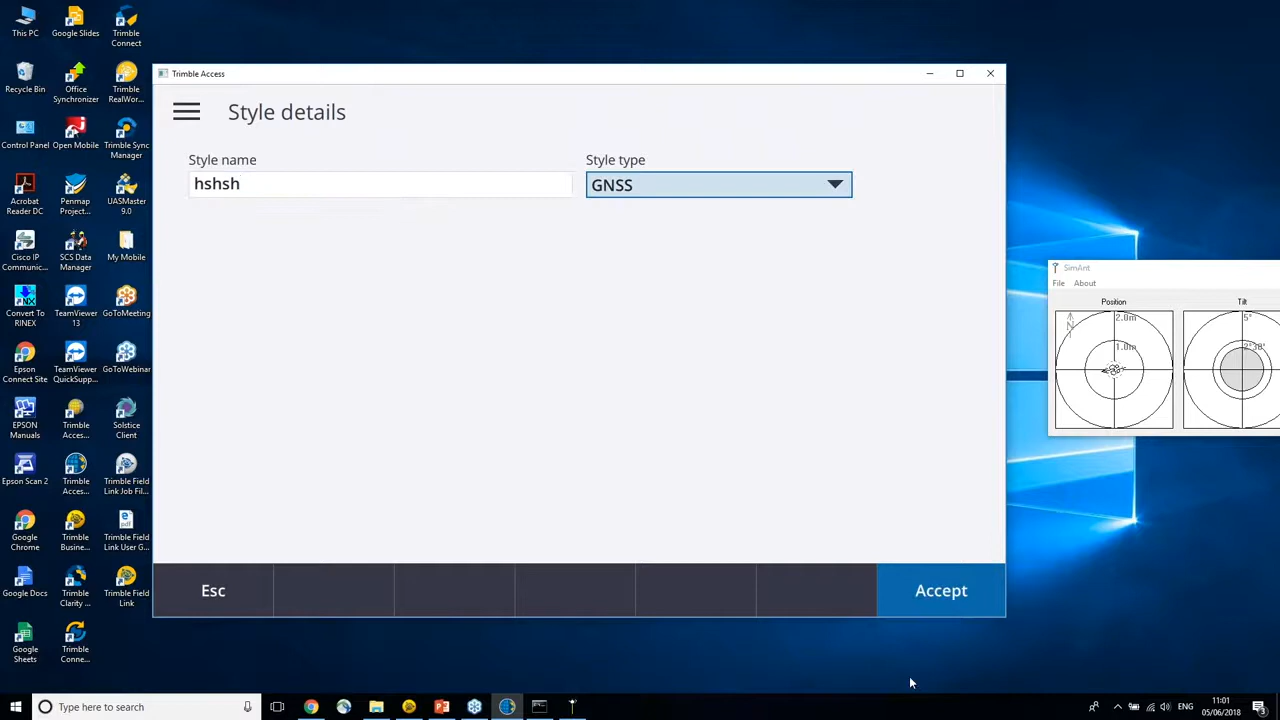 This PC
Google Slides
Trimble
Connect
Recycle Bin
Office
Synchronizer
Trimble
RealWor...
Control Panel
Open Mobile
Trimble Sync
Manager
Acrobat
Reader DC
Penmap
Project...
UASMaster
9.0
Cisco IP
Communic...
SCS Data
Manager
My Mobile
Convert To
RINEX
TeamViewer
13
GoToMeeting
Epson
Connect Site
TeamViewer
QuickSupp...
GoToWebinar
EPSON
Manuals
Trimble
Acces...
Solstice
Client
Epson Scan 2
Trimble
Acces...
Trimble Field
Link Job Fil...
Google
Chrome
Trimble
Busine...
Trimble Field
Link User G...
Google Docs
Trimble
Clarity ...
Trimble Field
Link
Google
Sheets
Trimble
Conne...
Trimble Access
Style details
Style name
Style type
hshsh
GNSS
Esc
Accept
SimAnt
File About
Position
Tilt
2.0m
1.0m
N
5°
Type here to search
ENG
11:01
05/06/2018